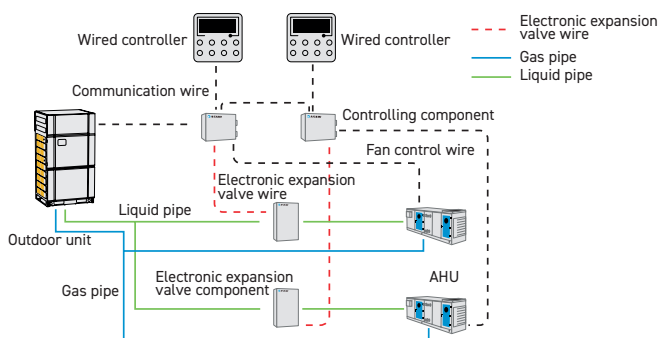 Electronic expansion
valve wire
Wired controller
Wired controller
Gas pipe
Liquid pipe
Communication wire
Controlling component
Fan control wire
Electronic expansion
valve wire
Liquid pipe
Outdoor unit
Electronic expansion
valve component
AHU
Gas pipe